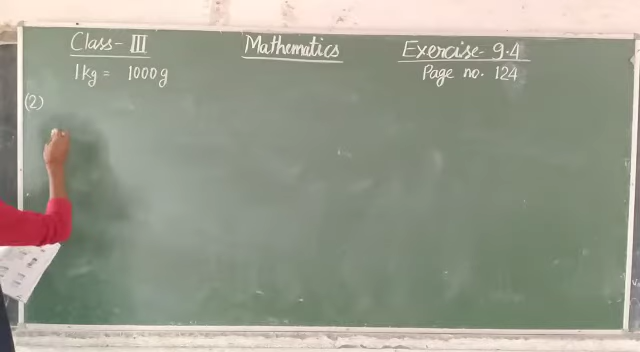 Class- III
Mathematics
Exercise- 9.4
1kg = 1000g
Page no. 124
(2)